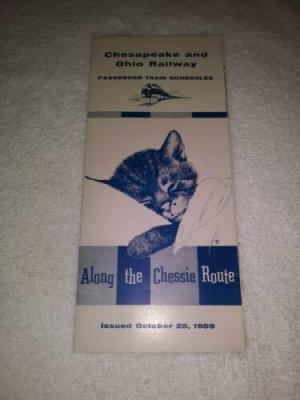 Chesapeake and
Ohio Railway
PASSENGER TRAIN SCHEDULES
®
Along the Chessie Route
Issued October 25, 1959